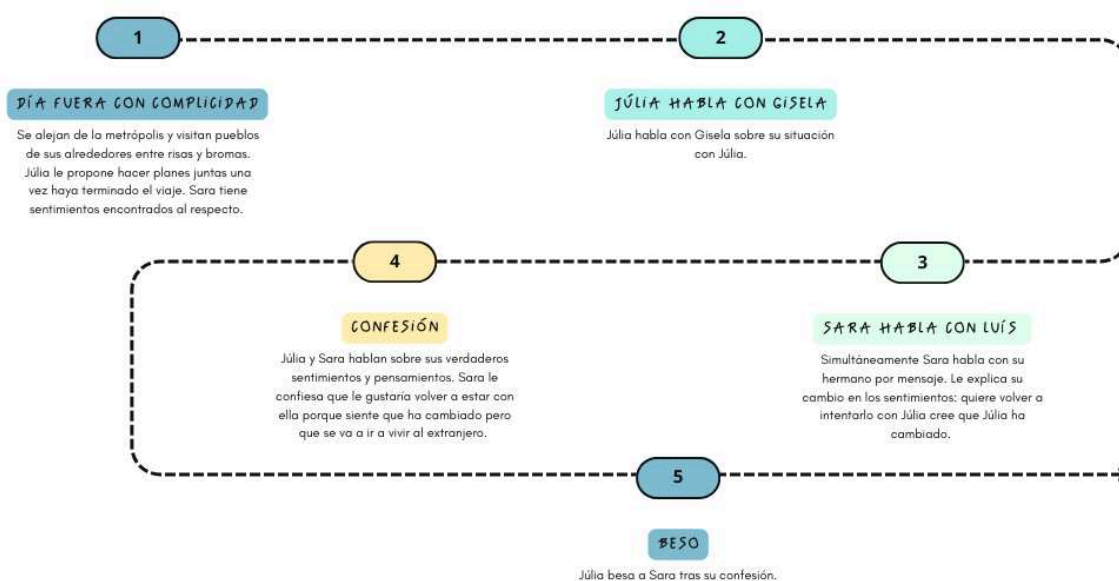 1
2
DÍA FUERA CON COMPLICIDAD
Se alejan de la metrópolis y visitan pueblos
de sus alrededores entre risas y bromas.
Júlia le propone hacer planes juntas una
vez haya terminado el viaje. Sara tiene
sentimientos encontrados al respecto.
JÚLIA HABLA CON GISELA
Júlia habla con Gisela sobre su situación
con Júlia.
3
SARA HABLA CON LUÍS
Simultáneamente Sara habla con su
hermano por mensaje. Le explica su
cambio en los sentimientos: quiere volver a
intentarlo con Júlia cree que Júlia ha
cambiado.
4
CONFESIÓN
Júlia y Sara hablan sobre sus verdaderos
sentimientos y pensamientos. Sara le
confiesa que le gustaría volver a estar con
ella porque siente que ha cambiado pero
que se va a ir a vivir al extranjero.
5
BESO
Júlia besa a Sara tras su confesión.